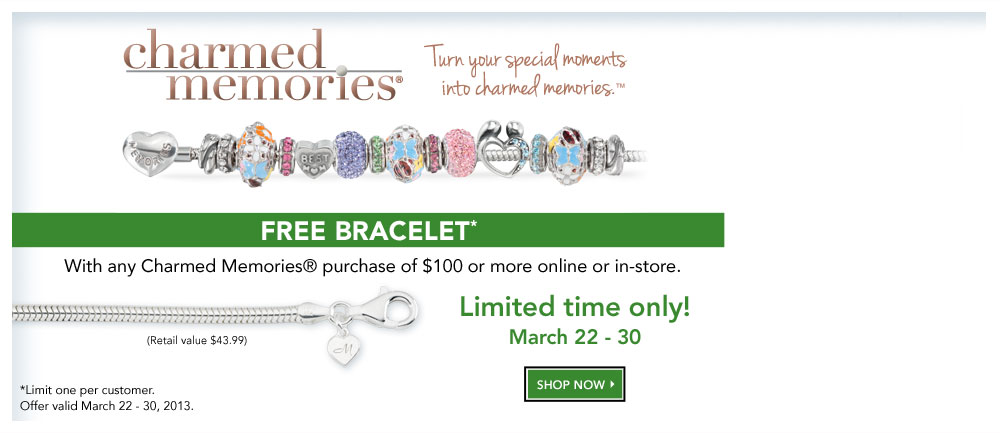 charmed
memories®
Turn your special moments
into charmed memories.™
BEST
FREE BRACELET*
With any Charmed Memories® purchase of $100 or more online or in-store.
Limited time only!
March 22 - 30
(Retail value $43.99)
M
SHOP NOW
*Limit one per customer.
Offer valid March 22 - 30, 2013.